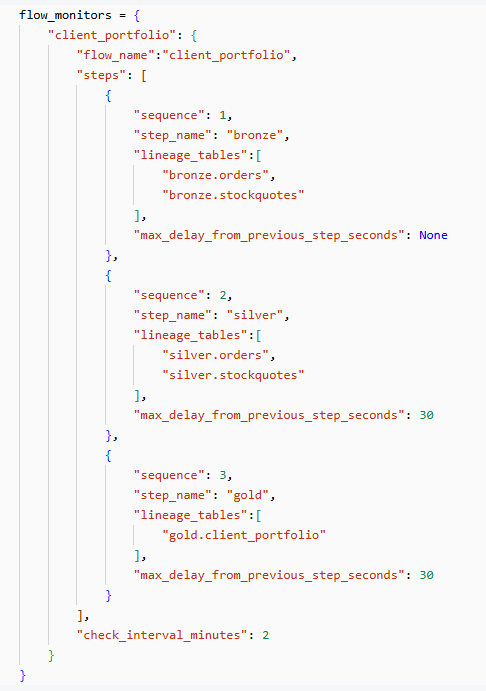 flow_monitors = {
    "client_portfolio": {
        "flow_name":"client_portfolio",
        "steps": [
            {
                "sequence": 1,
                "step_name": "bronze",
                "lineage_tables":[
                    "bronze.orders",
                    "bronze.stockquotes"
                ],
                "max_delay_from_previous_step_seconds": None
            },
            {
                "sequence": 2,
                "step_name": "silver",
                "lineage_tables":[
                    "silver.orders",
                    "silver.stockquotes"
                ],
                "max_delay_from_previous_step_seconds": 30
            },
            {
                "sequence": 3,
                "step_name": "gold",
                "lineage_tables":[
                    "gold.client_portfolio"
                ],
                "max_delay_from_previous_step_seconds": 30
            }
        ],
        "check_interval_minutes": 2
    }
}